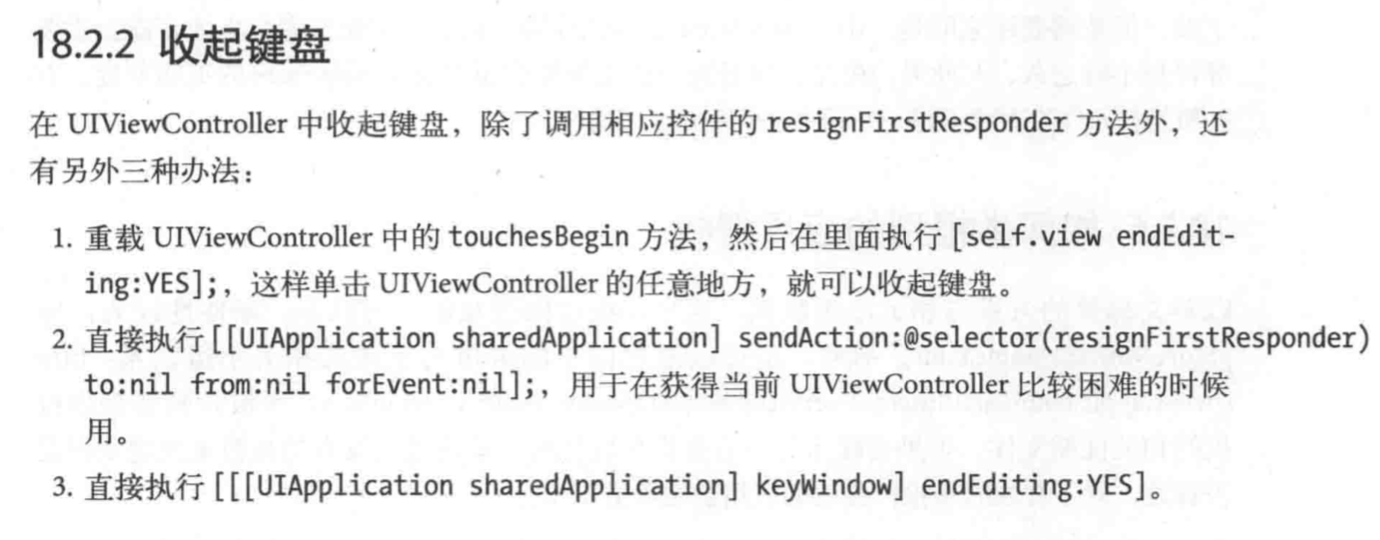 18.2.2 收起键盘
在 UIViewController 中收起键盘，除了调用相应控件的 resignFirstResponder 方法外，还
有另外三种办法：
1. 重载 UIViewController 中的 touchesBegin 方法，然后在里面执行 [self.view endEdit-
ing:YES];，这样单击 UIViewController 的任意地方，就可以收起键盘。
2. 直接执行 [[UIApplication sharedApplication] sendAction:@selector(resignFirstResponder)
to:nil from:nil forEvent:nil];，用于在获得当前 UIViewController 比较困难的时候
用。
3. 直接执行 [[[UIApplication sharedApplication] keyWindow] endEditing:YES]。